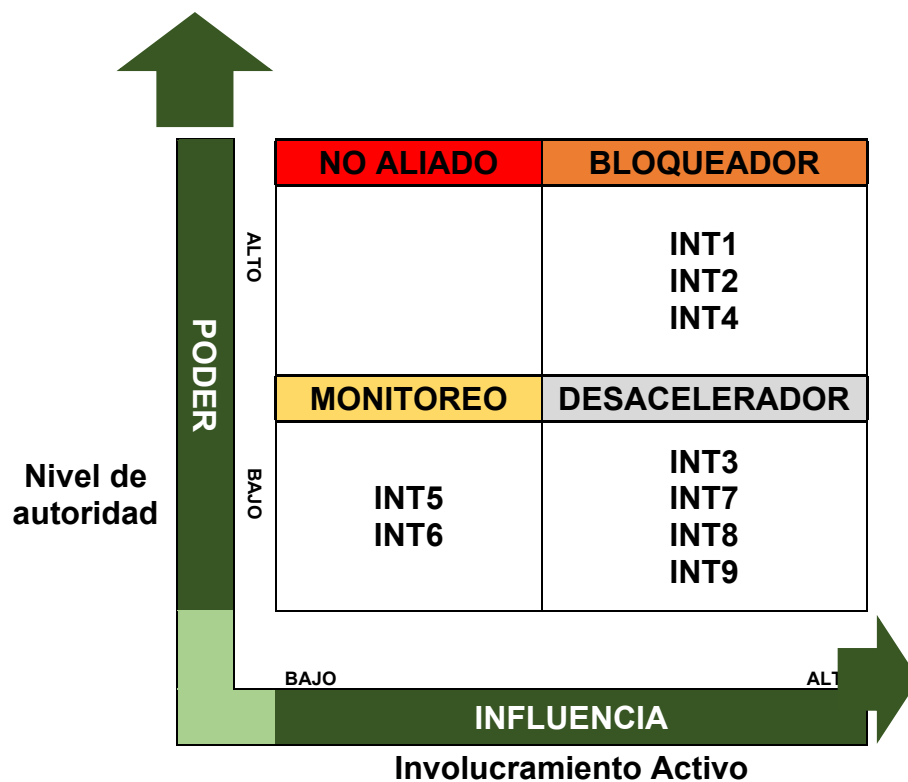 NO ALIADO
BLOQUEADOR
ALTO
INT1
INT2
INT4
PODER
MONITOREO
DESACELERADOR
Nivel de
autoridad
BAJO
INT5
INT6
INT3
INT7
INT8
INT9
BAJO
ALT
INFLUENCIA
Involucramiento Activo